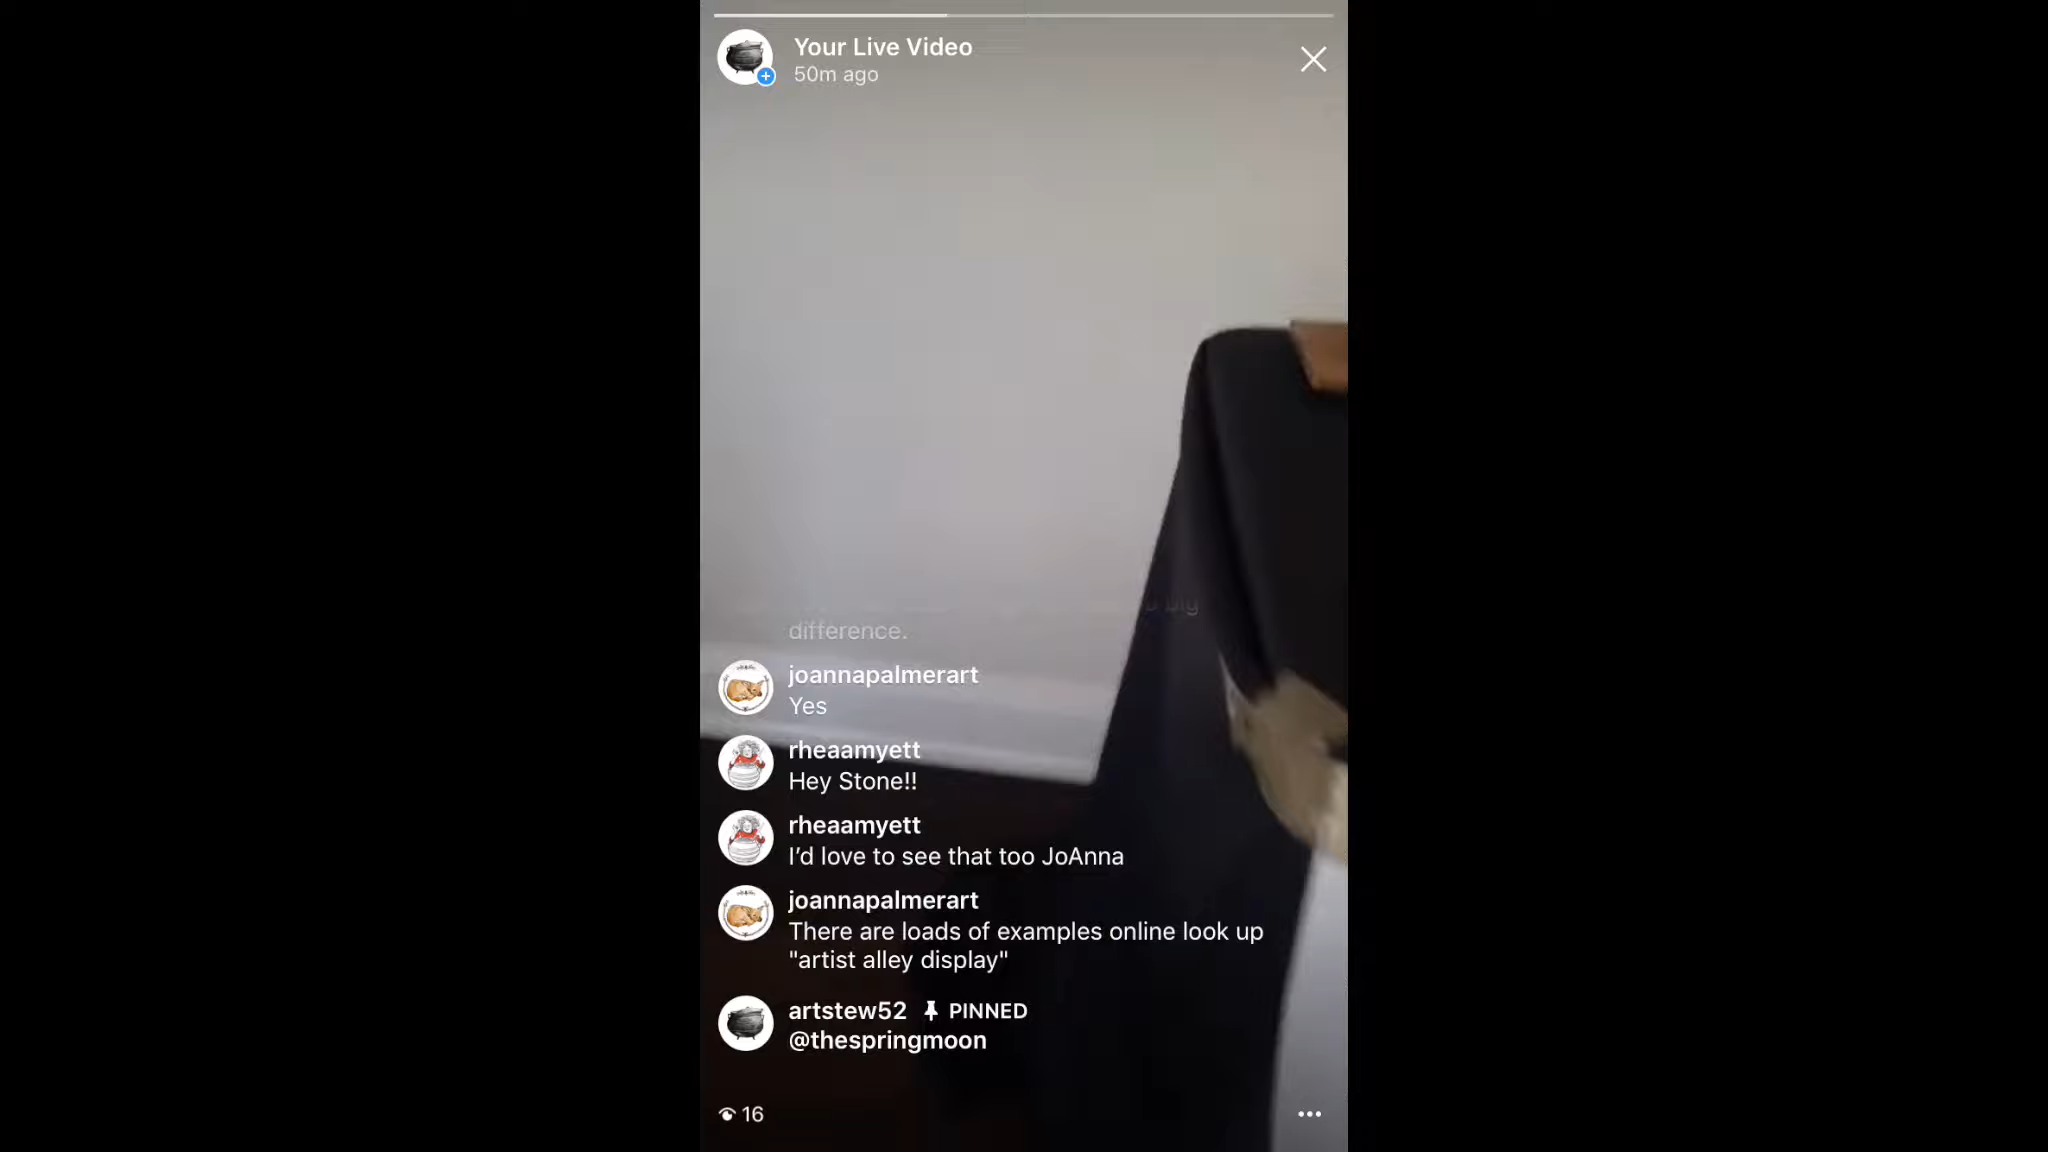 Your Live Video
50m ago
big
difference.
joannapalmerart
Yes
rheaamyett
Hey Stone!!
rheaamyett
I'd love to see that too JoAnna
joannapalmerart
There are loads of examples online look up
"artist alley display"
artstew52 PINNED
@thespringmoon
16